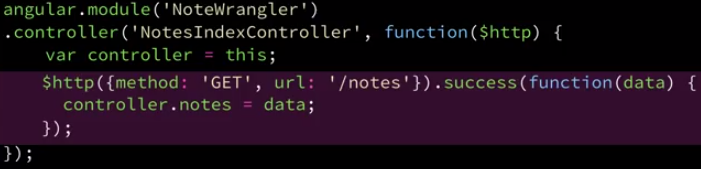 angular.module('NoteWrangler')
.controller('NotesIndexController', function($http) {
var controller = this;
$http({method: 'GET', url: '/notes'}).success(function(data) {
controller.notes = data;
});
});